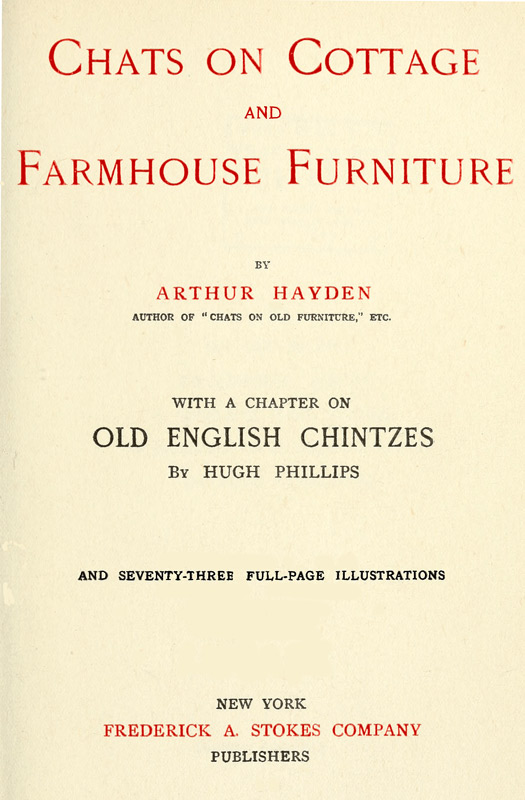 CHATS ON COTTAGE
AND
FARMHOUSE FURNITURE
BY
ARTHUR HAYDEN
AUTHOR OF "CHATS ON OLD FURNITURE," ETC.
WITH A CHAPTER ON
OLD ENGLISH CHINTZES
BY HUGH PHILLIPS
AND SEVENTY-THREE FULL-PAGE ILLUSTRATIONS
NEW YORK
FREDERICK A. STOKES COMPANY
PUBLISHERS